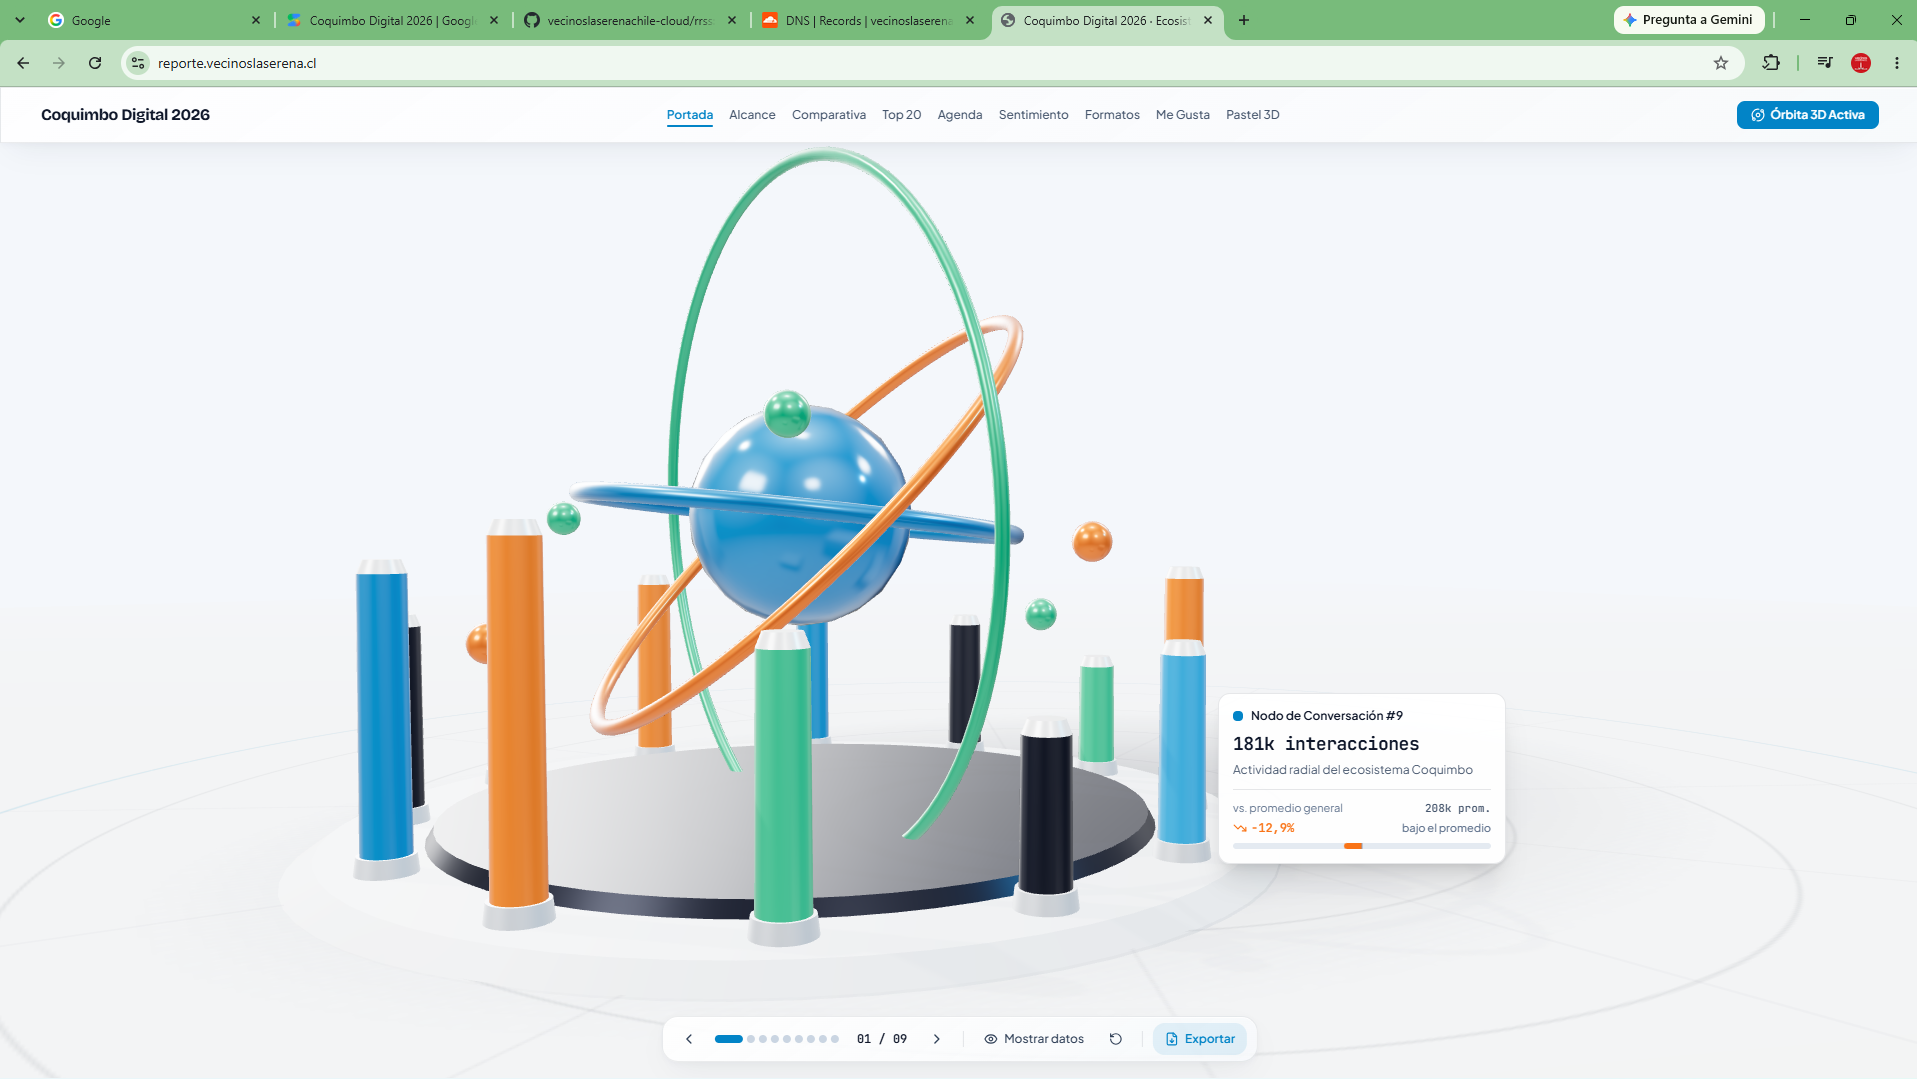 Google
Coquimbo Digital 2026 | Google
vecinoslaserenachile-cloud/rrss
DNS | Records | vecinoslaserena
Coquimbo Digital 2026 · Ecosis
Pregunta a Gemini
reporte.vecinoslaserena.cl
Coquimbo Digital 2026
Portada
Alcance
Comparativa
Top 20
Agenda
Sentimiento
Formatos
Me Gusta
Pastel 3D
Órbita 3D Activa
Nodo de Conversación #9
181k interacciones
Actividad radial del ecosistema Coquimbo
vs. promedio general
208k prom.
-12,9%
bajo el promedio
01 / 09
Mostrar datos
Exportar